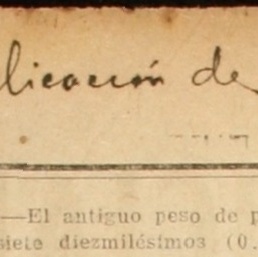 licación de
—El antiguo peso de p
siete diezmilésimos (0.